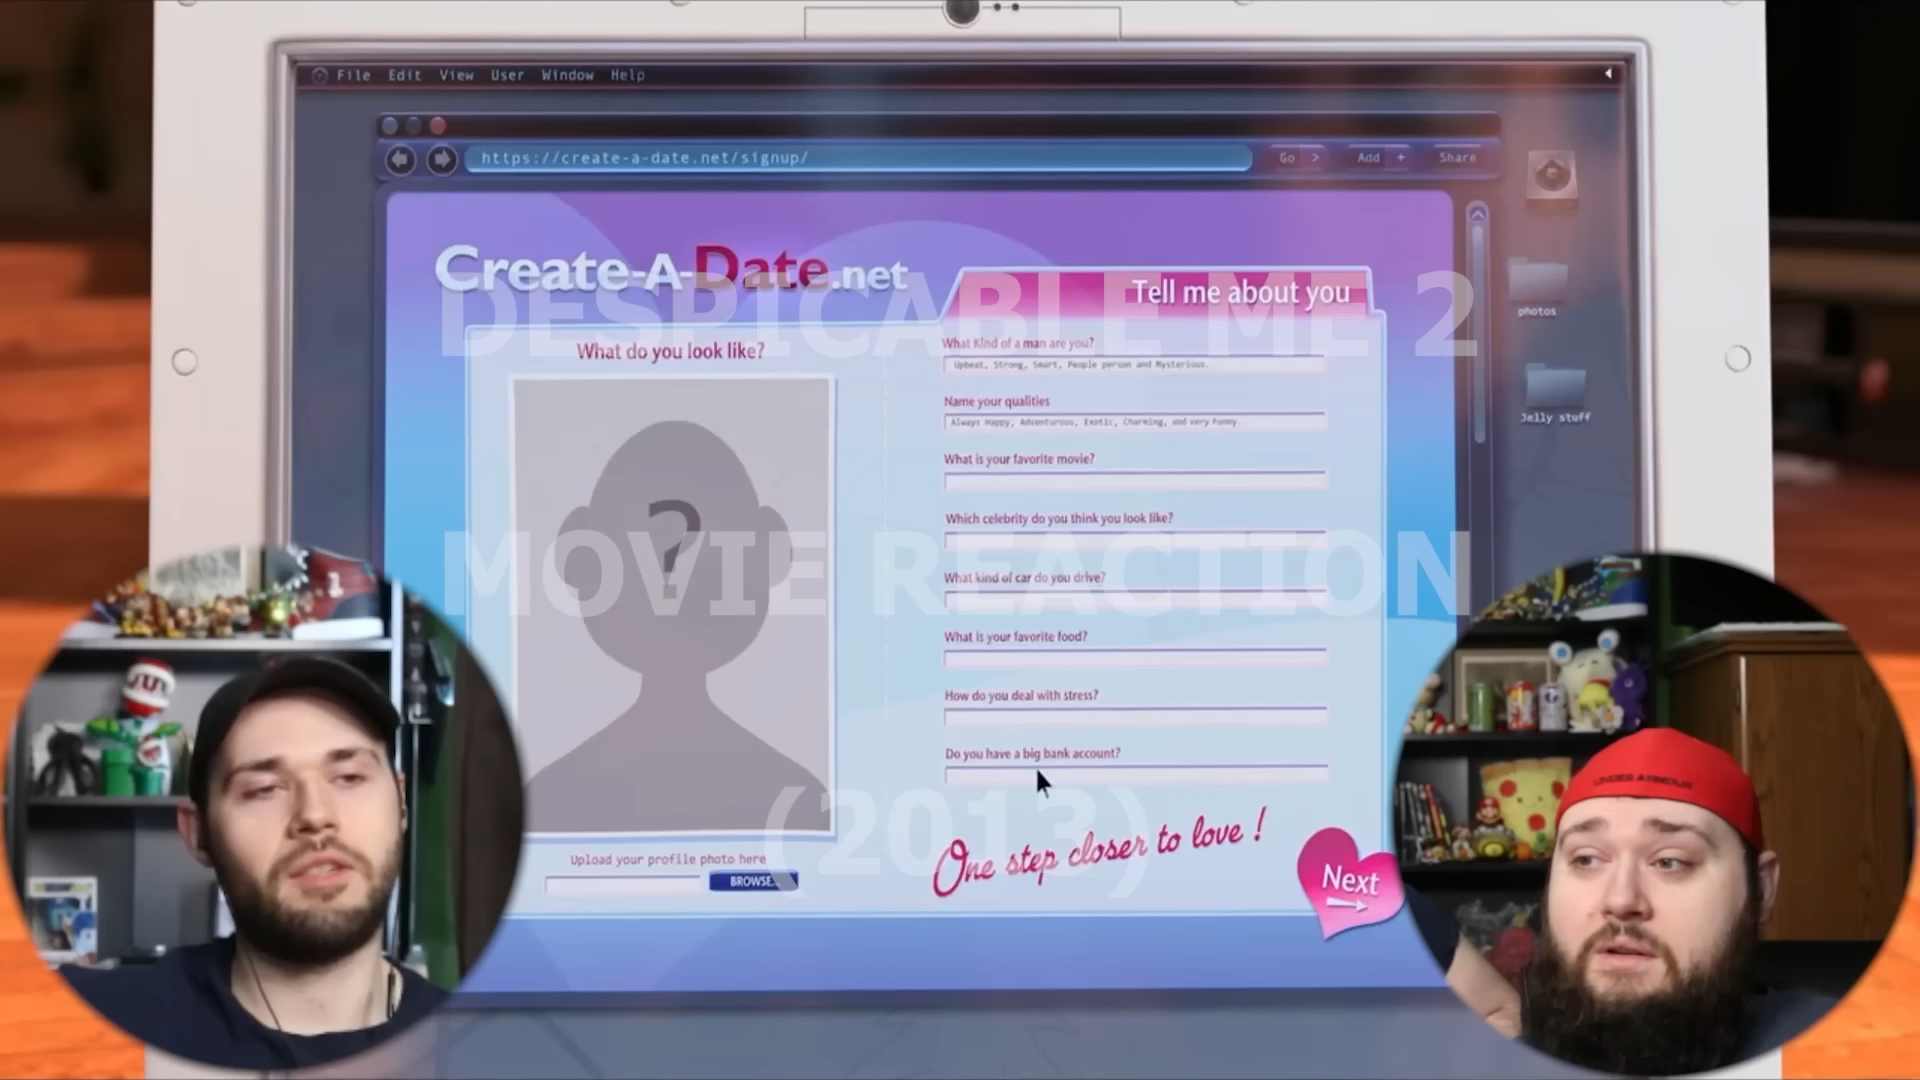 File Edit View User Window Help
https://create-a-date.net/signup/
Go > Add + Share
Create-A-Date.net
Tell me about you
DESPICABLE ME 2
MOVIE REACTION
(2013)
What do you look like?
?
Upload your profile photo here
BROWSE...
What Kind of a man are you?
Upbeat, Strong, Smart, People person and Mysterious.
Name your qualities
Always Happy, Adventurous, Exotic, Charming, and very Funny.
What is your favorite movie?
Which celebrity do you think you look like?
What kind of car do you drive?
What is your favorite food?
How do you deal with stress?
Do you have a big bank account?
One step closer to love !
Next
photos
Jelly stuff
UNDER ARMOUR